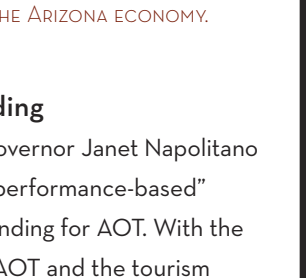 HE ARIZONA ECONOMY.
ding
overnor Janet Napolitano
performance-based”
nding for AOT. With the
AOT and the tourism